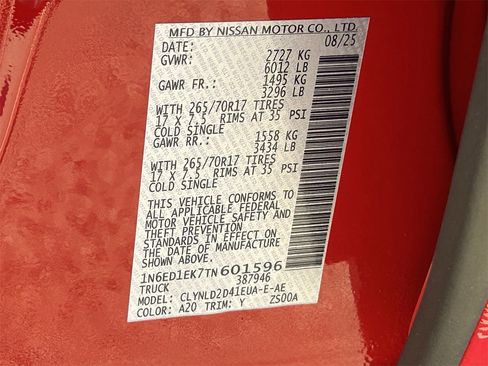 MFD BY NISSAN MOTOR CO., LTD.
DATE: 08/25
GVWR: 2727 KG
6012 LB
GAWR FR.: 1495 KG
3296 LB
WITH 265/70R17 TIRES
17 X 7.5 RIMS AT 35 PSI
COLD SINGLE
GAWR RR.: 1558 KG
3434 LB
WITH 265/70R17 TIRES
17 X 7.5 RIMS AT 35 PSI
COLD SINGLE
THIS VEHICLE CONFORMS TO
ALL APPLICABLE FEDERAL
MOTOR VEHICLE SAFETY AND
THEFT PREVENTION
STANDARDS IN EFFECT ON THE
DATE OF MANUFACTURE
1N6ED1EK7TN601596
TRUCK 387946
MODEL: CLYNLD2D41EUA-E-AE
COLOR: A20 TRIM: Y ZS00A